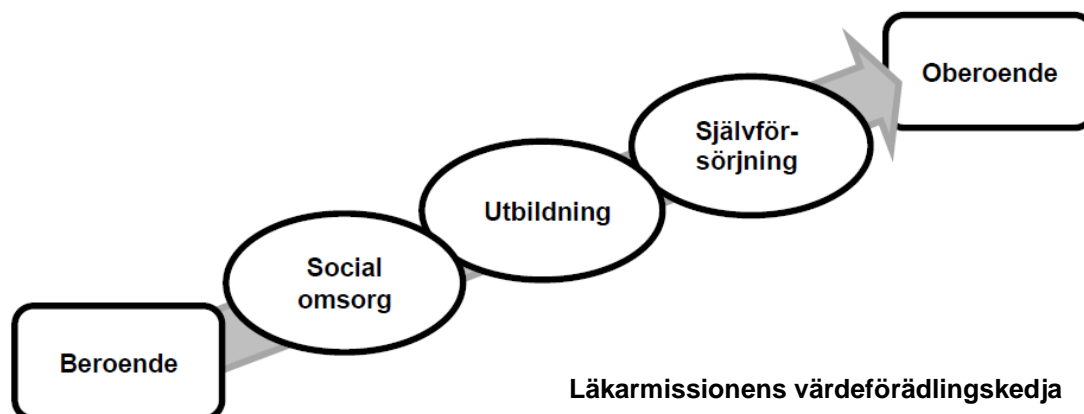 Oberoende
Självför-
sörjning
Utbildning
Social
omsorg
Beroende
Läkarmissionens värdeförädlingskedja